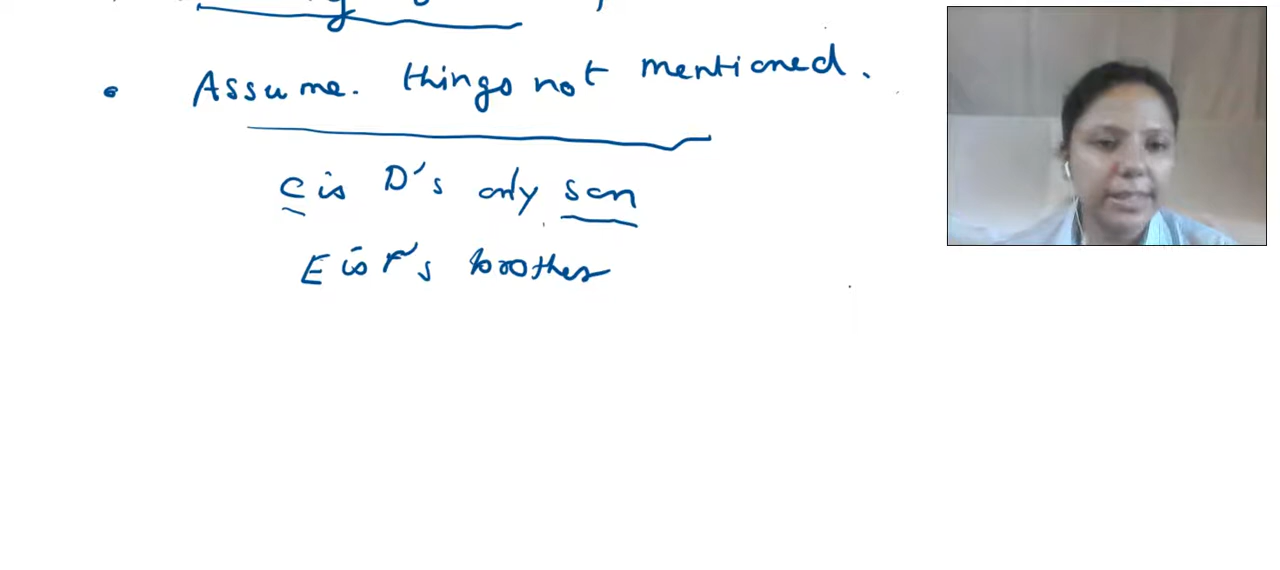 • Assume. things not mentioned.
C is D's only son
E is F's brother